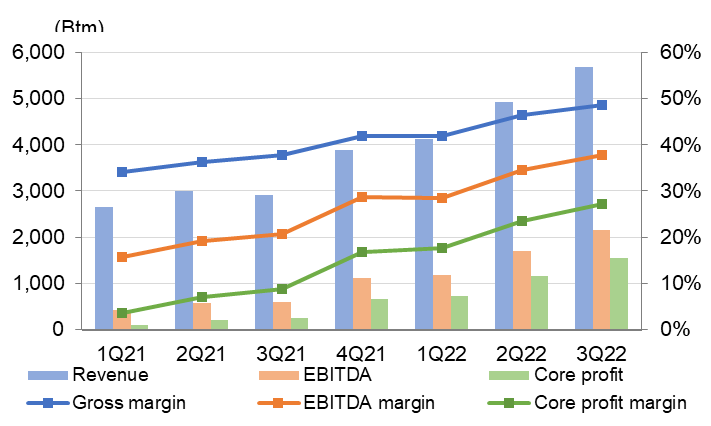 (Btm)
6,000 60%
5,000 50%
4,000 40%
3,000 30%
2,000 20%
1,000 10%
0 0%
1Q21 2Q21 3Q21 4Q21 1Q22 2Q22 3Q22
Revenue EBITDA Core profit
Gross margin EBITDA margin Core profit margin